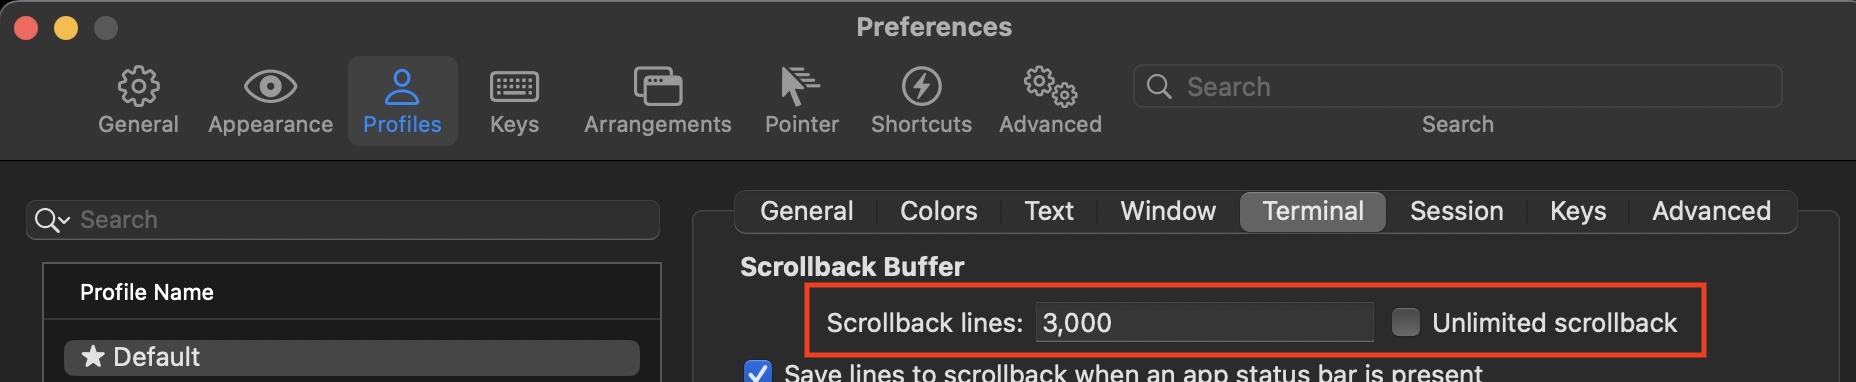 Preferences
General Appearance Profiles Keys Arrangements Pointer Shortcuts Advanced Search
Search
Search
General Colors Text Window Terminal Session Keys Advanced
Scrollback Buffer
Profile Name
Scrollback lines: 3,000 Unlimited scrollback
★ Default
Save lines to scrollback when an app status bar is present